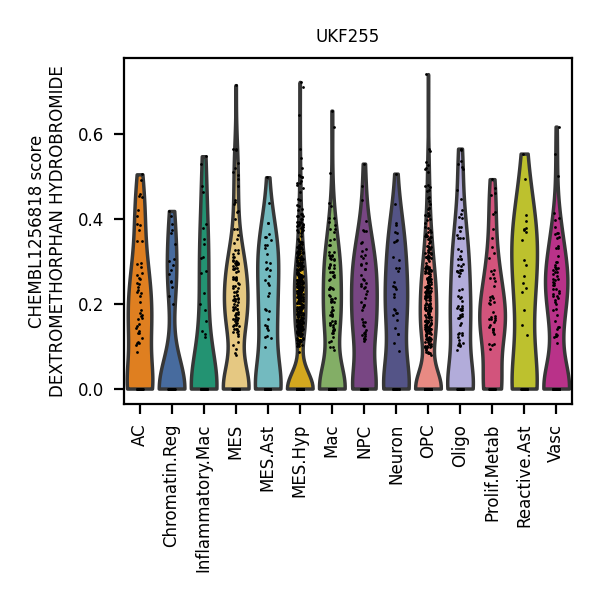 UKF255
CHEMBL1256818 score
DEXTROMETHORPHAN HYDROBROMIDE
0.6
0.4
0.2
0.0
AC
Chromatin.Reg
Inflammatory.Mac
MES
MES.Ast
MES.Hyp
Mac
NPC
Neuron
OPC
Oligo
Prolif.Metab
Reactive.Ast
Vasc